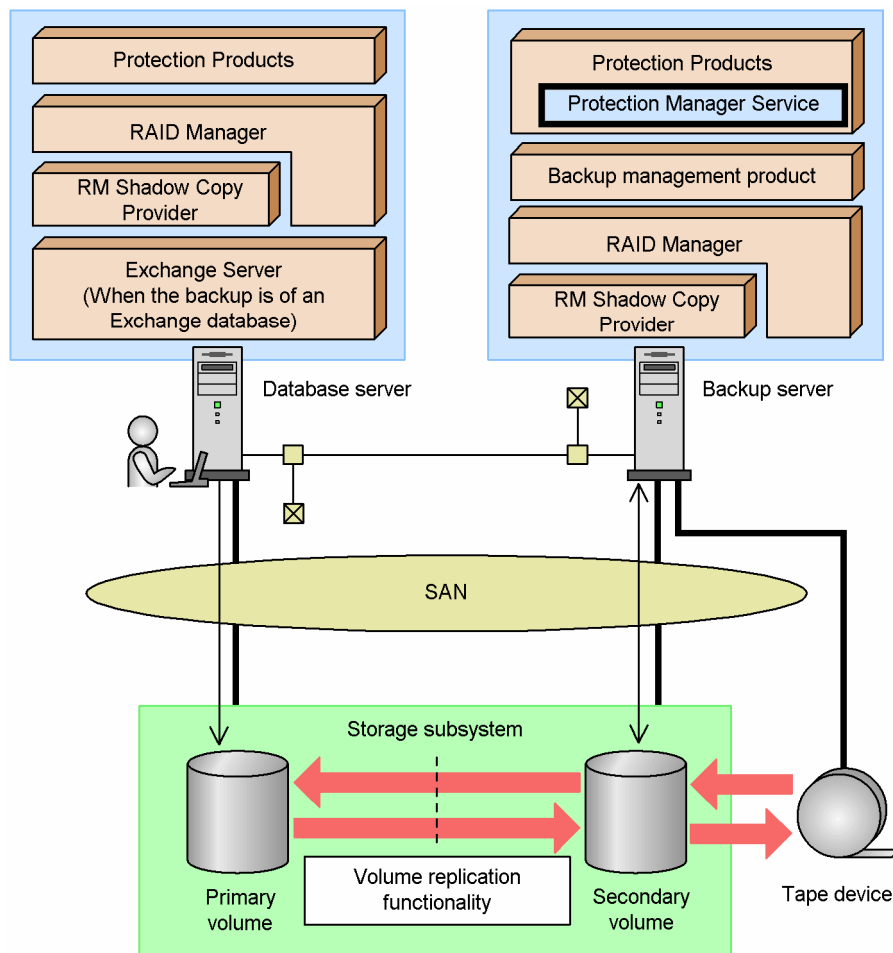 Protection Products
RAID Manager
RM Shadow Copy
Provider
Exchange Server
(When the backup is of an
Exchange database)
Protection Products
Protection Manager Service
Backup management product
RAID Manager
RM Shadow Copy
Provider
Database server
Backup server
SAN
Storage subsystem
Volume replication
functionality
Primary
volume
Secondary
volume
Tape device